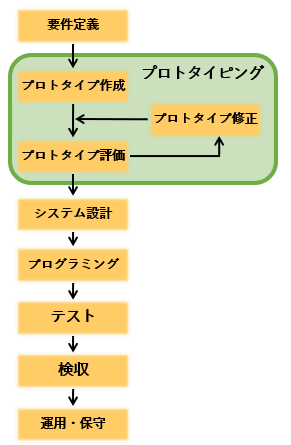 要件定義
プロトタイピング
プロトタイプ作成
プロトタイプ修正
プロトタイプ評価
システム設計
プログラミング
テスト
検収
運用・保守